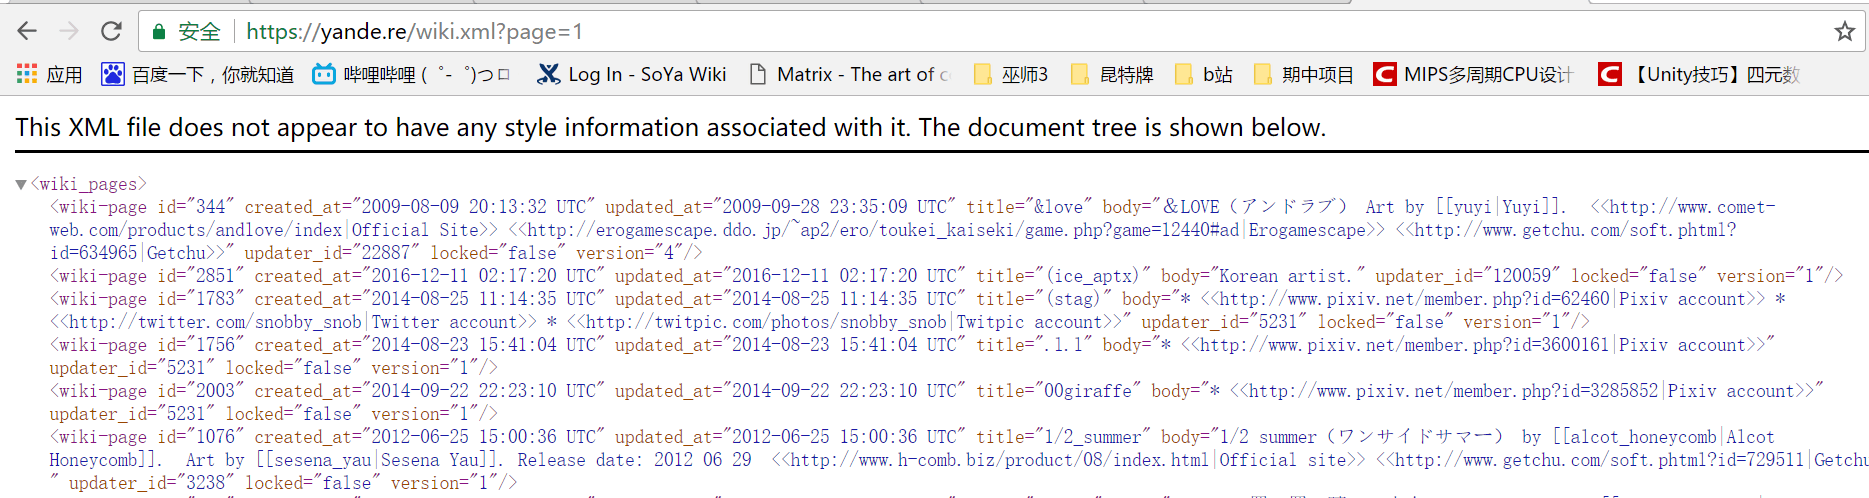 安全 https://yande.re/wiki.xml?page=1
应用 百度一下，你就知道 哔哩哔哩 ( ゜- ゜)つロ Log In - SoYa Wiki Matrix - The art of c 巫师3 昆特牌 b站 期中项目 MIPS多周期CPU设计 【Unity技巧】四元数
This XML file does not appear to have any style information associated with it. The document tree is shown below.
▼<wiki_pages>
<wiki-page id="344" created_at="2009-08-09 20:13:32 UTC" updated_at="2009-09-28 23:35:09 UTC" title="&love" body="＆LOVE（アンドラブ） Art by [[yuyi|Yuyi]].  <<http://www.comet-
web.com/products/andlove/index|Official Site>> <<http://erogamescape.ddo.jp/~ap2/ero/toukei_kaiseki/game.php?game=12440#ad|Erogamescape>> <<http://www.getchu.com/soft.phtml?
id=634965|Getchu>>" updater_id="22887" locked="false" version="4"/>
<wiki-page id="2851" created_at="2016-12-11 02:17:20 UTC" updated_at="2016-12-11 02:17:20 UTC" title="(ice_aptx)" body="Korean artist." updater_id="120059" locked="false" version="1"/>
<wiki-page id="1783" created_at="2014-08-25 11:14:35 UTC" updated_at="2014-08-25 11:14:35 UTC" title="(stag)" body="* <<http://www.pixiv.net/member.php?id=62460|Pixiv account>> *
<<http://twitter.com/snobby_snob|Twitter account>> * <<http://twitpic.com/photos/snobby_snob|Twitpic account>>" updater_id="5231" locked="false" version="1"/>
<wiki-page id="1756" created_at="2014-08-23 15:41:04 UTC" updated_at="2014-08-23 15:41:04 UTC" title=".l.l" body="* <<http://www.pixiv.net/member.php?id=3600161|Pixiv account>>"
updater_id="5231" locked="false" version="1"/>
<wiki-page id="2003" created_at="2014-09-22 22:23:10 UTC" updated_at="2014-09-22 22:23:10 UTC" title="00giraffe" body="* <<http://www.pixiv.net/member.php?id=3285852|Pixiv account>>"
updater_id="5231" locked="false" version="1"/>
<wiki-page id="1076" created_at="2012-06-25 15:00:36 UTC" updated_at="2012-06-25 15:00:36 UTC" title="1/2_summer" body="1/2 summer（ワンサイドサマー） by [[alcot_honeycomb|Alcot
Honeycomb]].  Art by [[sesena_yau|Sesena Yau]]. Release date: 2012 06 29  <<http://www.h-comb.biz/product/08/index.html|Official site>> <<http://www.getchu.com/soft.phtml?id=729511|Getchu
" updater_id="3238" locked="false" version="1"/>